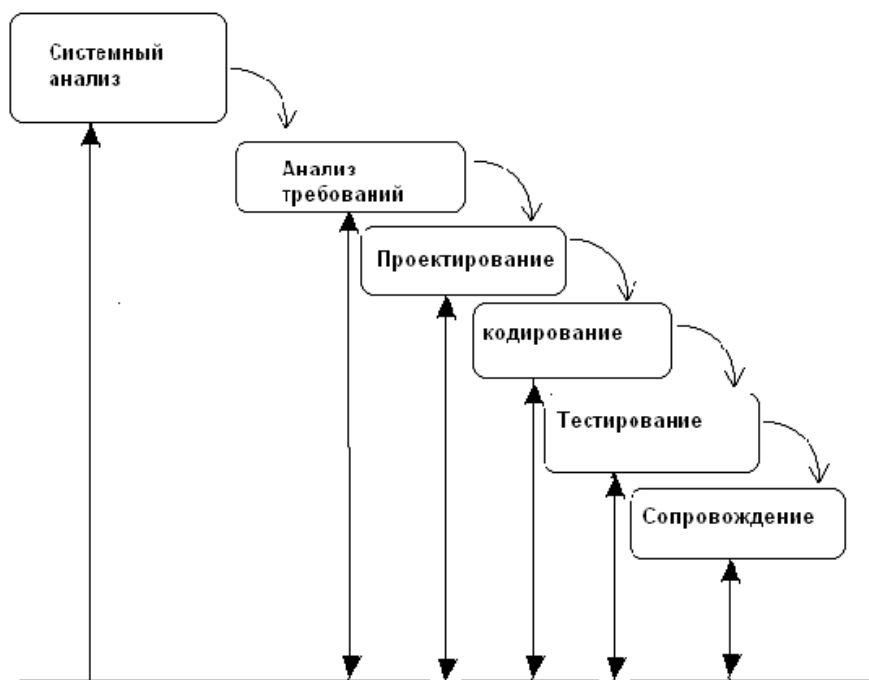 Системный
анализ
Анализ
требований
Проектирование
кодирование
Тестирование
Сопровождение